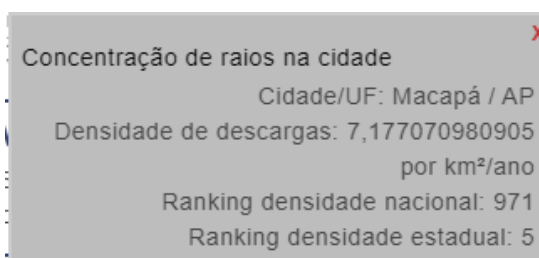 Concentração de raios na cidade
Cidade/UF: Macapá / AP
Densidade de descargas: 7,177070980905
por km²/ano
Ranking densidade nacional: 971
Ranking densidade estadual: 5